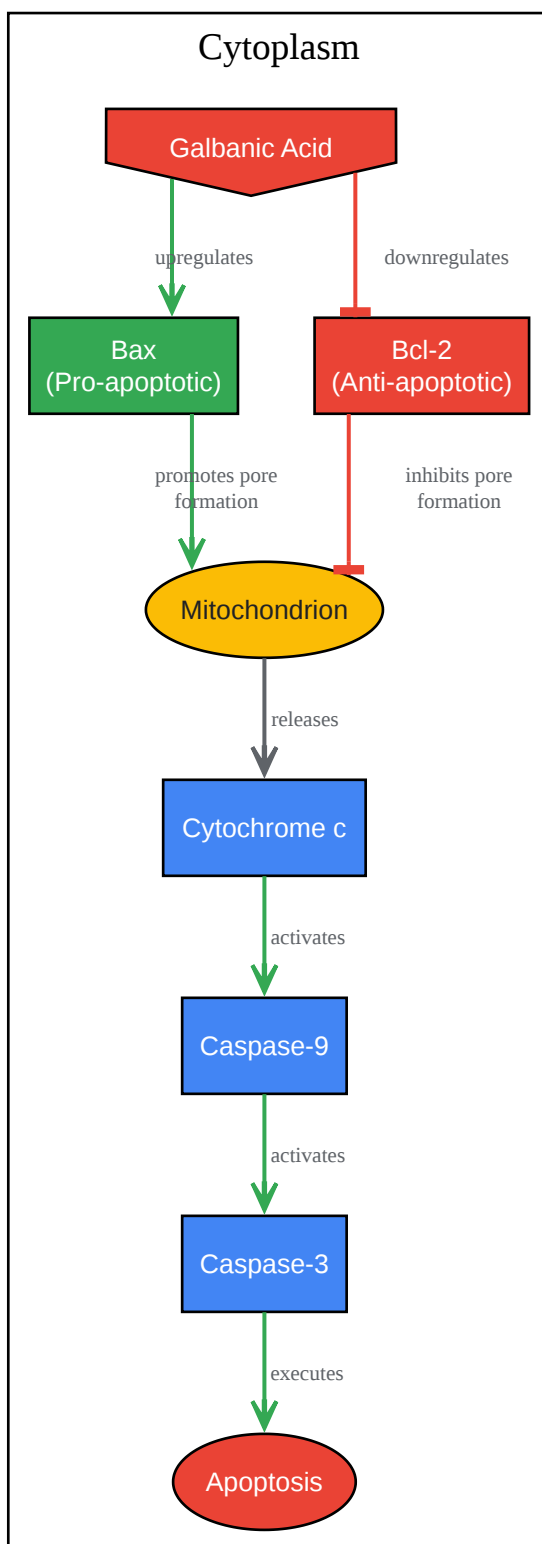 Cytoplasm
Galbanic Acid
upregulates
downregulates
Bax
(Pro-apoptotic)
Bcl-2
(Anti-apoptotic)
promotes pore
formation
inhibits pore
formation
Mitochondrion
releases
Cytochrome c
activates
Caspase-9
activates
Caspase-3
executes
Apoptosis